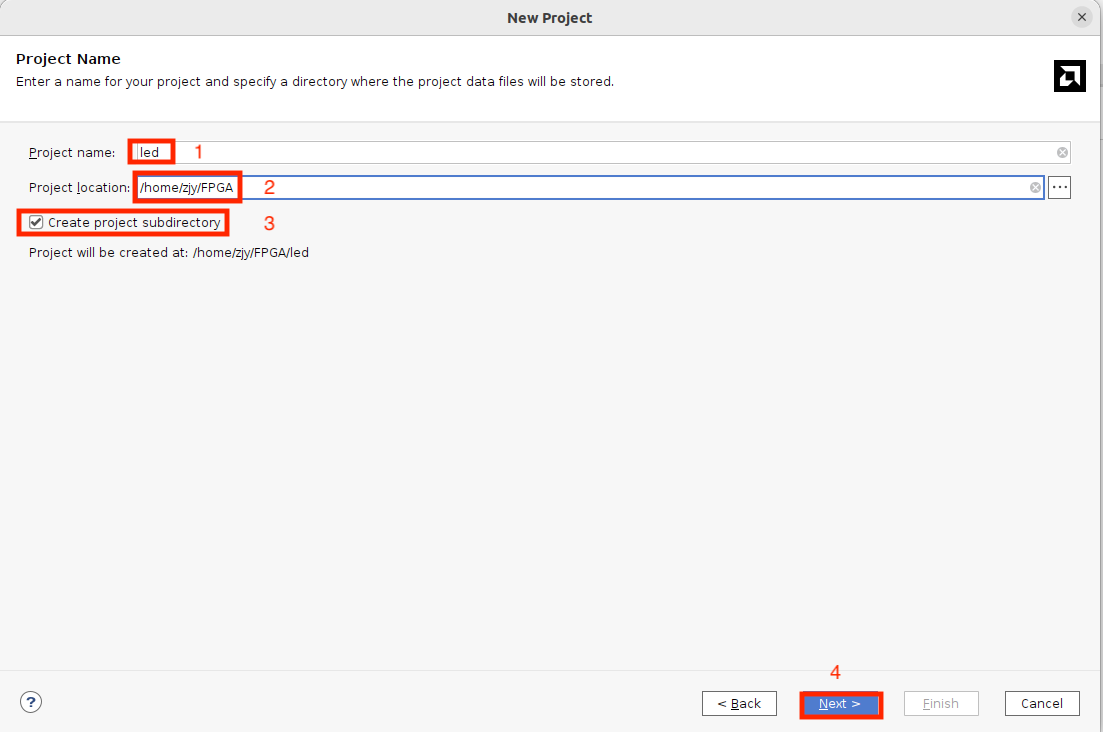 New Project
Project Name
Enter a name for your project and specify a directory where the project data files will be stored.
Project name: led 1
Project location: /home/zjy/FPGA 2 ...
Create project subdirectory 3
Project will be created at: /home/zjy/FPGA/led
4
? < Back Next > Finish Cancel